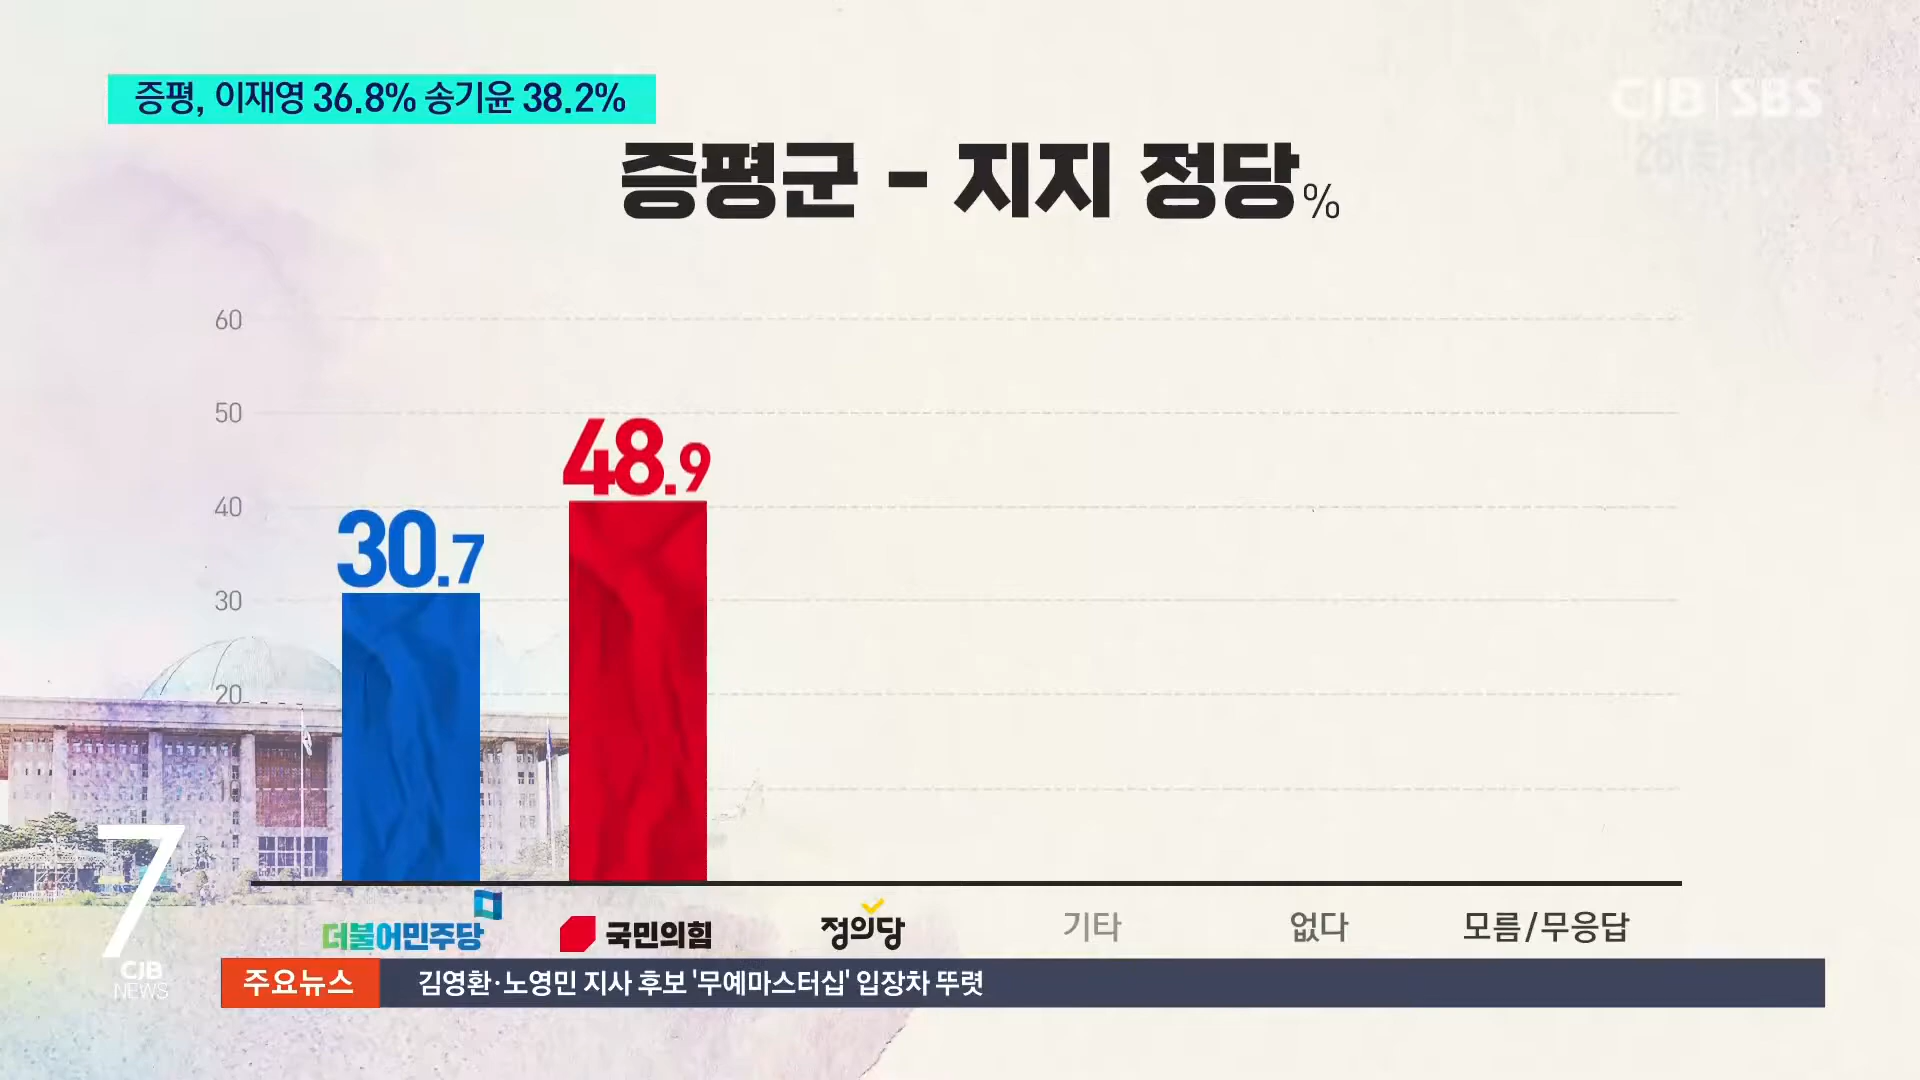 증평, 이재영 36.8% 송기윤 38.2%
CJB SBS
증평군 - 지지 정당%
60
50
48.9
40
30.7
30
20
더불어민주당 국민의힘 정의당 기타 없다 모름/무응답
7
CJB
NEWS
주요뉴스 김영환·노영민 지사 후보 '무예마스터십' 입장차 뚜렷